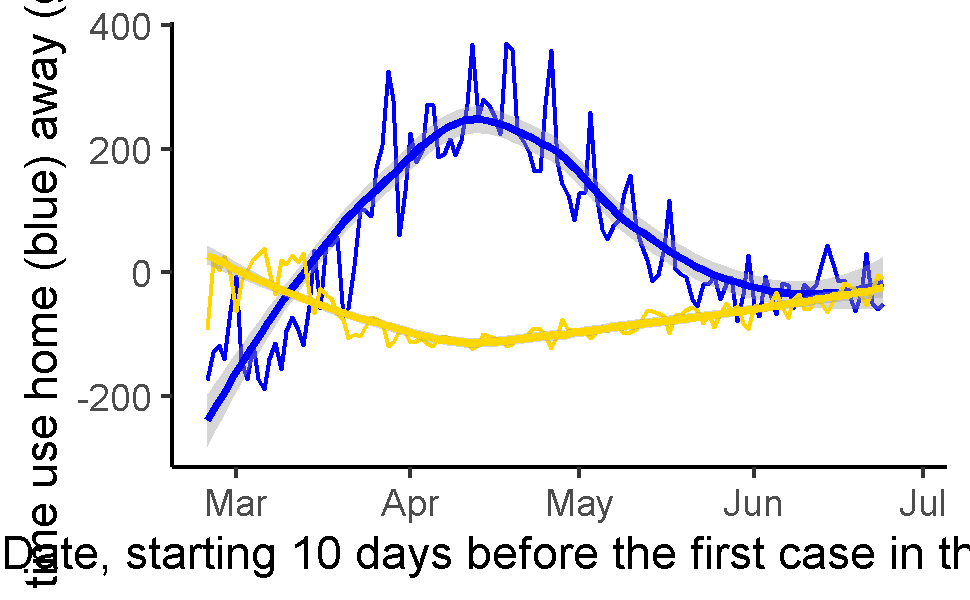 time use home (blue) away (
400
200
0
-200
Mar Apr May Jun Jul
Date, starting 10 days before the first case in th